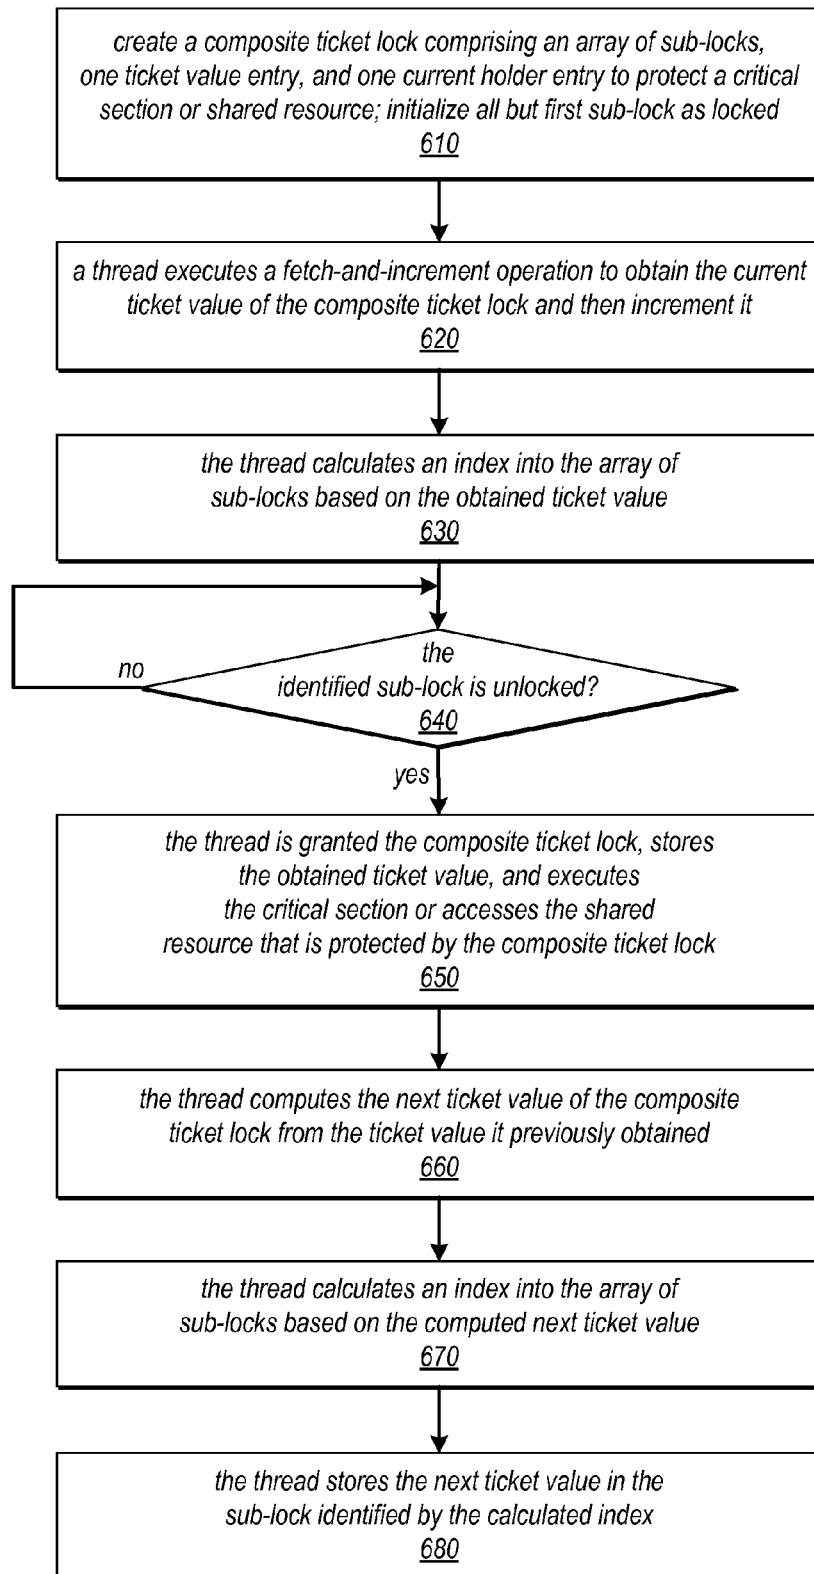 create a composite ticket lock comprising an array of sub-locks,
one ticket value entry, and one current holder entry to protect a critical
section or shared resource; initialize all but first sub-lock as locked
610
a thread executes a fetch-and-increment operation to obtain the current
ticket value of the composite ticket lock and then increment it
620
the thread calculates an index into the array of
sub-locks based on the obtained ticket value
630
no
the
identified sub-lock is unlocked?
640
yes
the thread is granted the composite ticket lock, stores
the obtained ticket value, and executes
the critical section or accesses the shared
resource that is protected by the composite ticket lock
650
the thread computes the next ticket value of the composite
ticket lock from the ticket value it previously obtained
660
the thread calculates an index into the array of
sub-locks based on the computed next ticket value
670
the thread stores the next ticket value in the
sub-lock identified by the calculated index
680